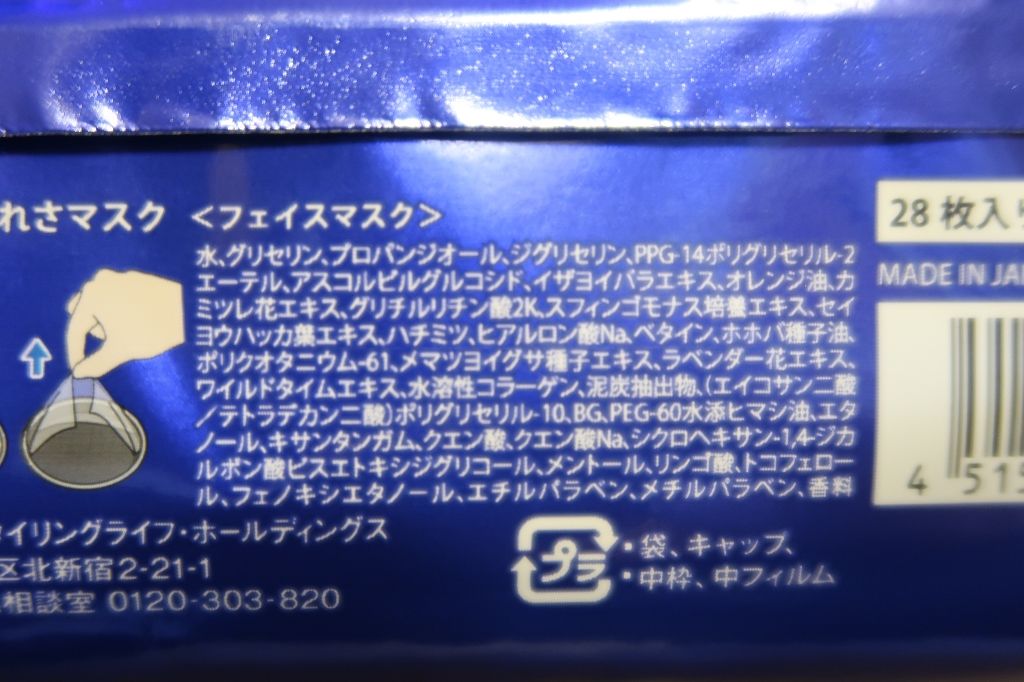 れさマスク <フェイスマスク>
水、グリセリン、プロパンジオール、ジグリセリン、PPG-14ポリグリセリル-2
エーテル、アスコルビルグルコシド、イザヨイバラエキス、オレンジ油、カ
ミツレ花エキス、グリチルリチン酸2K、スフィンゴモナス培養エキス、セイ
ヨウハッカ葉エキス、ハチミツ、ヒアルロン酸Na、ベタイン、ホホバ種子油、
ポリクオタニウム-61、メマツヨイグサ種子エキス、ラベンダー花エキス、
ワイルドタイムエキス、水溶性コラーゲン、泥炭抽出物、(エイコサン二酸
/テトラデカン二酸)ポリグリセリル-10、BG、PEG-60水添ヒマシ油、エタ
ノール、キサンタンガム、クエン酸、クエン酸Na、シクロヘキサン-1,4-ジカ
ルボン酸ビスエトキシジグリコール、メントール、リンゴ酸、トコフェロー
ル、フェノキシエタノール、エチルパラベン、メチルパラベン、香料
28枚入り
MADE IN JA
4 515
タイリングライフ・ホールディングス
区北新宿2-21-1
相談室 0120-303-820
プラ
・袋、キャップ、
・中枠、中フィルム